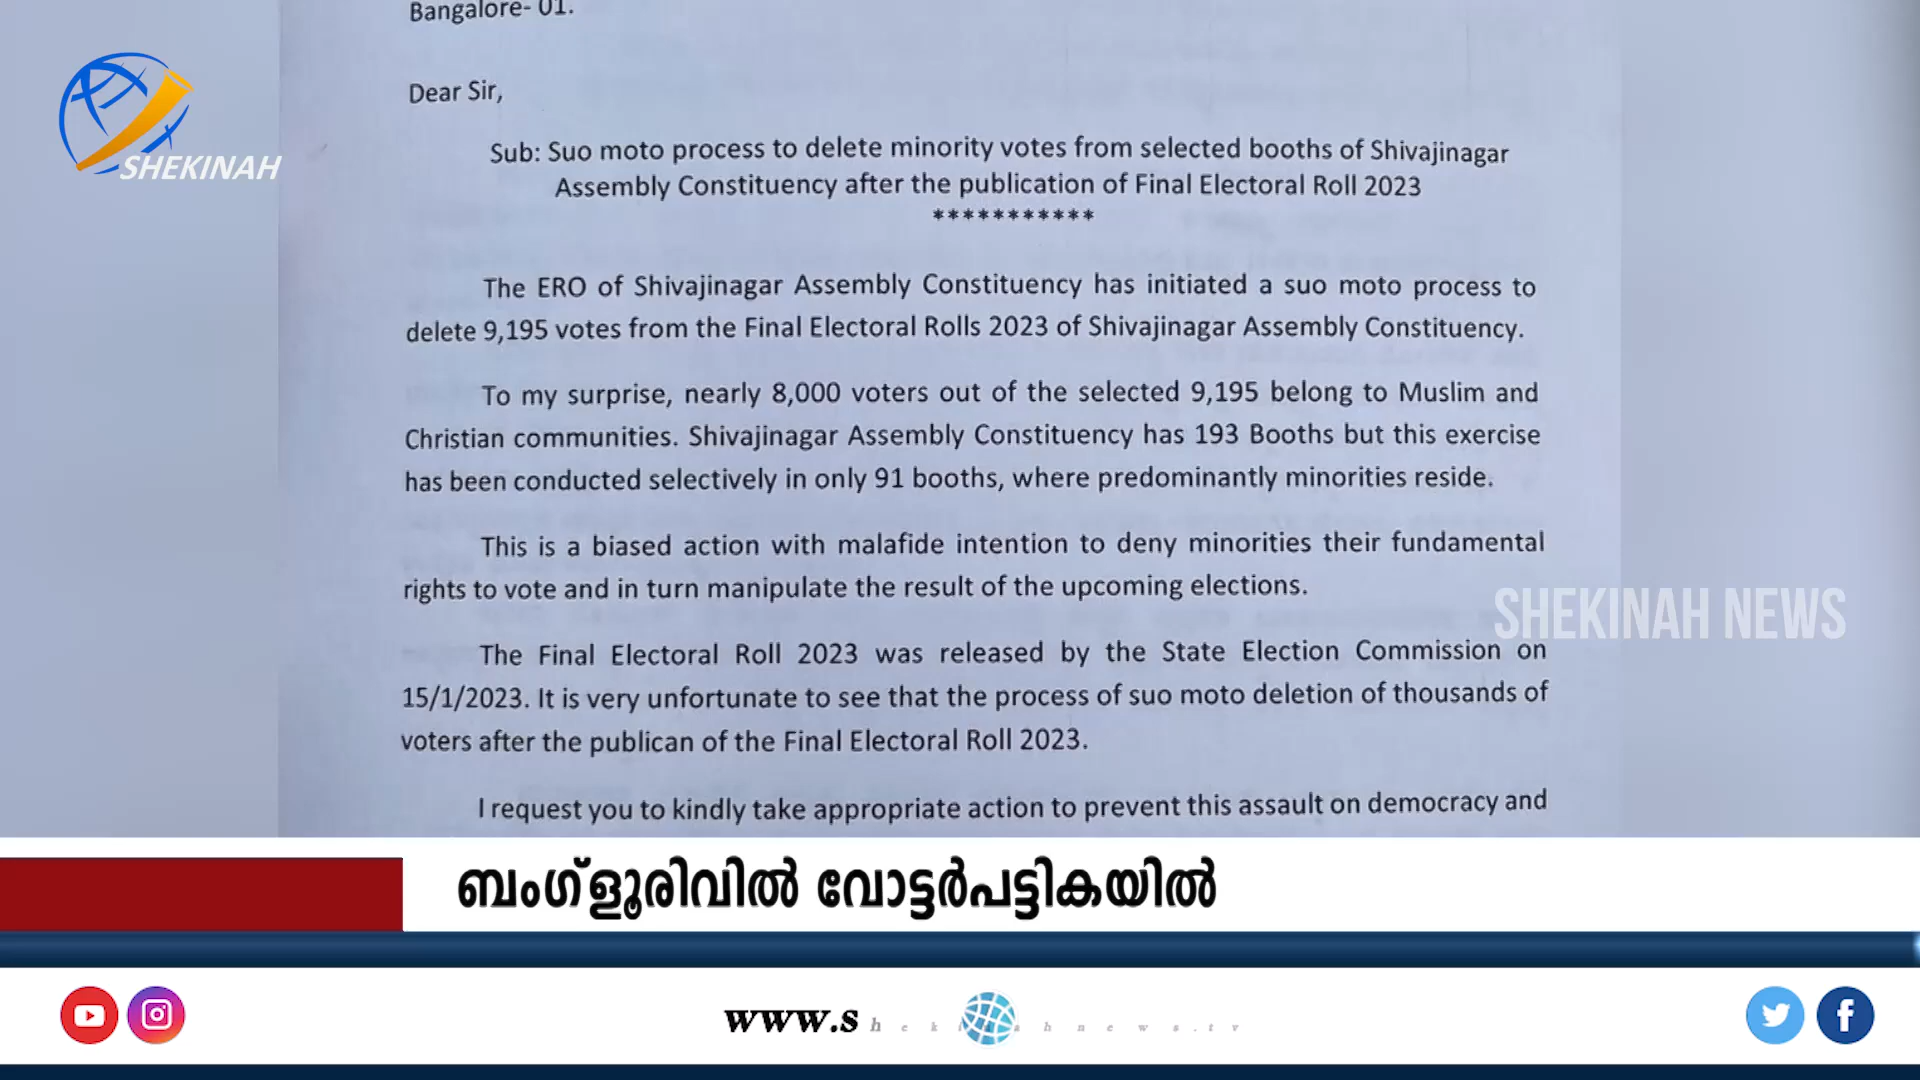 Bangalore- 01.
SHEKINAH
Dear Sir,
Sub: Suo moto process to delete minority votes from selected booths of Shivajinagar
Assembly Constituency after the publication of Final Electoral Roll 2023
***********
The ERO of Shivajinagar Assembly Constituency has initiated a suo moto process to
delete 9,195 votes from the Final Electoral Rolls 2023 of Shivajinagar Assembly Constituency.
To my surprise, nearly 8,000 voters out of the selected 9,195 belong to Muslim and
Christian communities. Shivajinagar Assembly Constituency has 193 Booths but this exercise
has been conducted selectively in only 91 booths, where predominantly minorities reside.
This is a biased action with malafide intention to deny minorities their fundamental
rights to vote and in turn manipulate the result of the upcoming elections.
SHEKINAH NEWS
The Final Electoral Roll 2023 was released by the State Election Commission on
15/1/2023. It is very unfortunate to see that the process of suo moto deletion of thousands of
voters after the publican of the Final Electoral Roll 2023.
I request you to kindly take appropriate action to prevent this assault on democracy and
ബംഗ്ളൂരിവിൽ വോട്ടർപട്ടികയിൽ
www.s